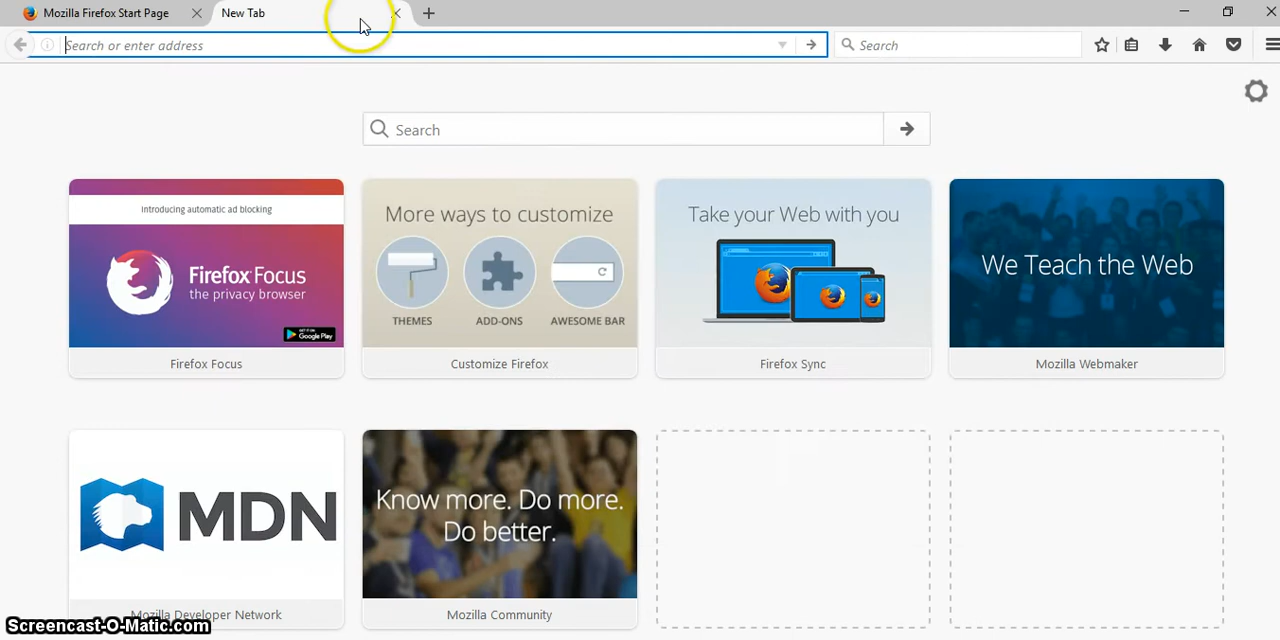 Mozilla Firefox Start Page
New Tab
Search or enter address
Search
Search
Introducing automatic ad blocking
Firefox Focus
the privacy browser
GET IT ON
Google Play
Firefox Focus
More ways to customize
THEMES
ADD-ONS
AWESOME BAR
Customize Firefox
Take your Web with you
Firefox Sync
We Teach the Web
Mozilla Webmaker
MDN
Mozilla Developer Network
Know more. Do more.
Do better.
Mozilla Community
Screencast-O-Matic.com